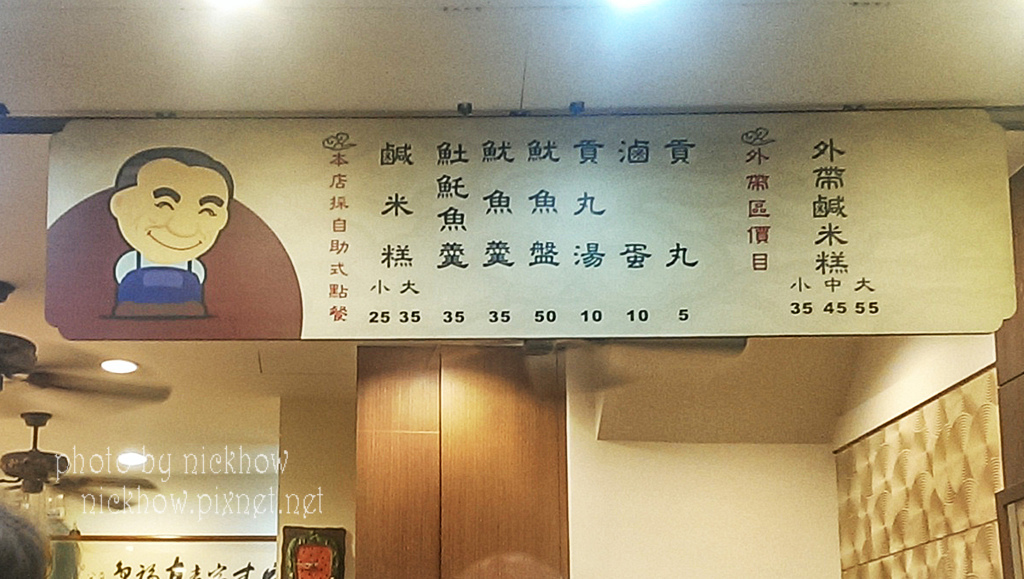 本店採自助式點餐
鹹米糕
小 大
25 35
𩵚魠魚羹
35
魷魚羹
35
魷魚盤
50
貢丸湯
10
滷蛋
10
貢丸
5
外帶區價目
外帶鹹米糕
小 中 大
35 45 55
photo by nickhow
nickhow.pixnet.net